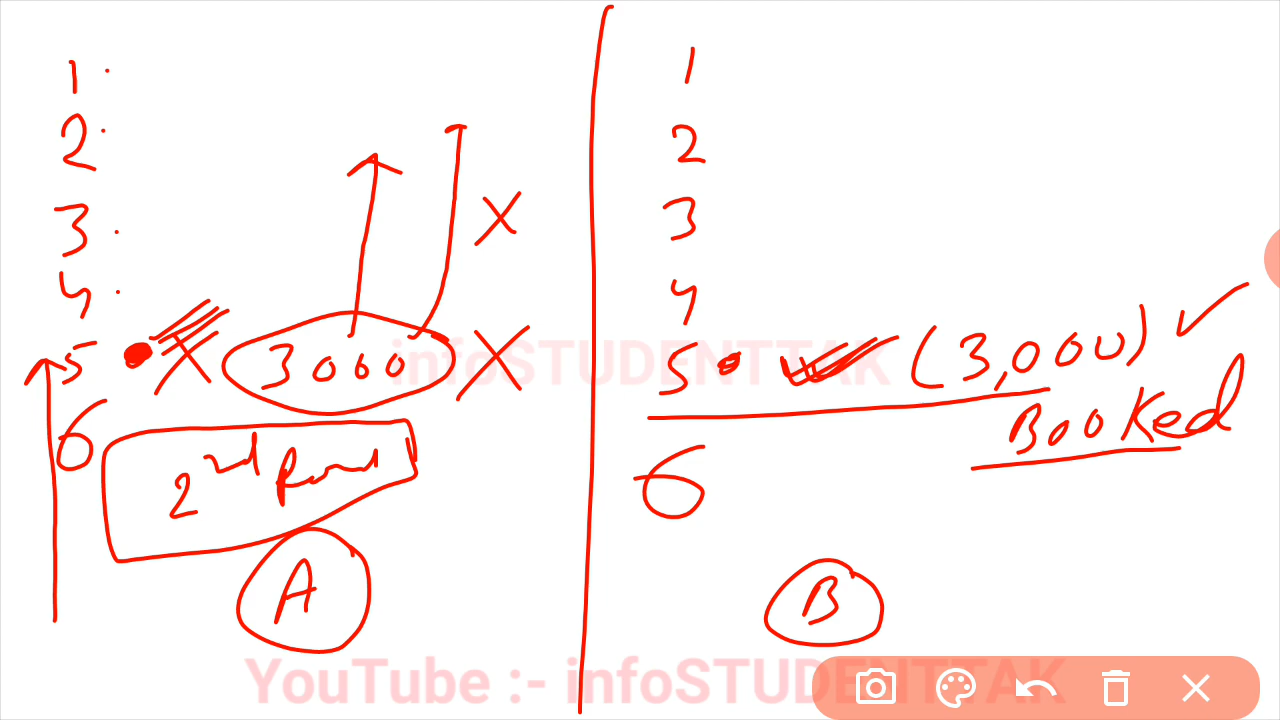 1
2
3
4
5 X 3000 X
X
6
2nd Round
A
1
2
3
4
5 (3,000) ✓
Booked
6
B
infoSTUDENTTAK
YouTube :- infoSTUDENTTAK